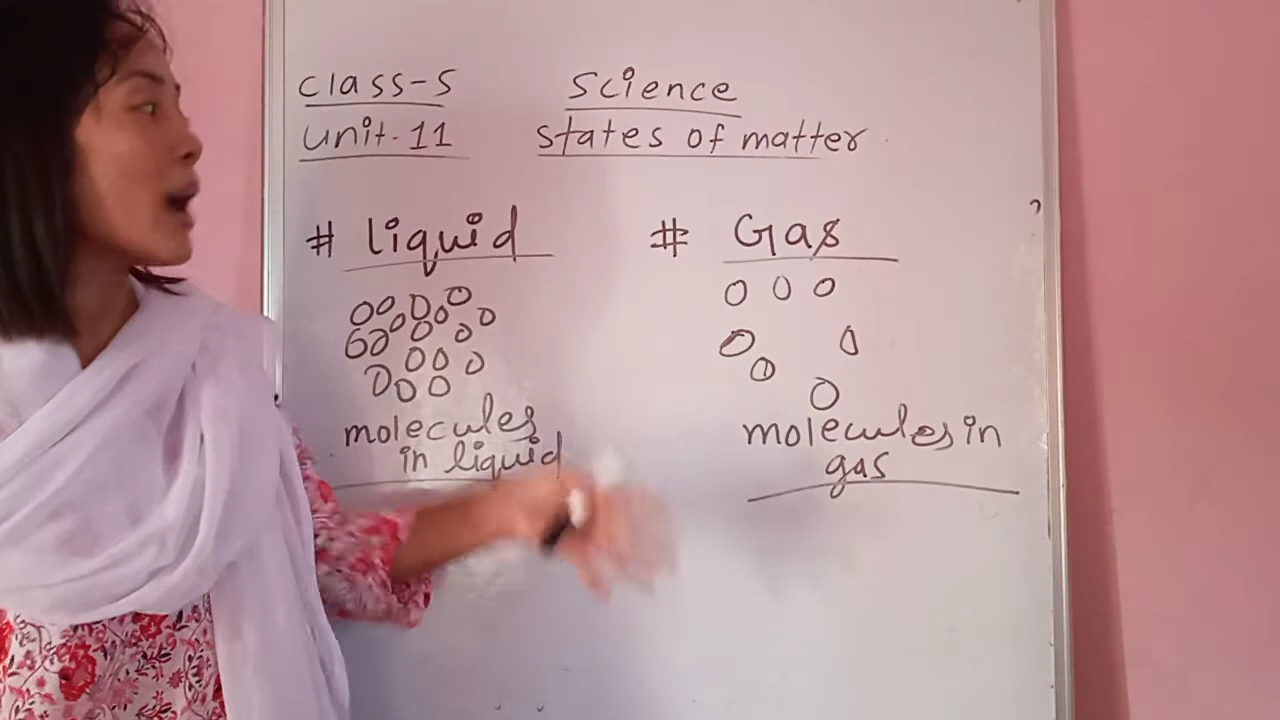 class-5 Science
unit-11 states of matter
# liquid # Gas
molecules
in liquid
molecules in
gas